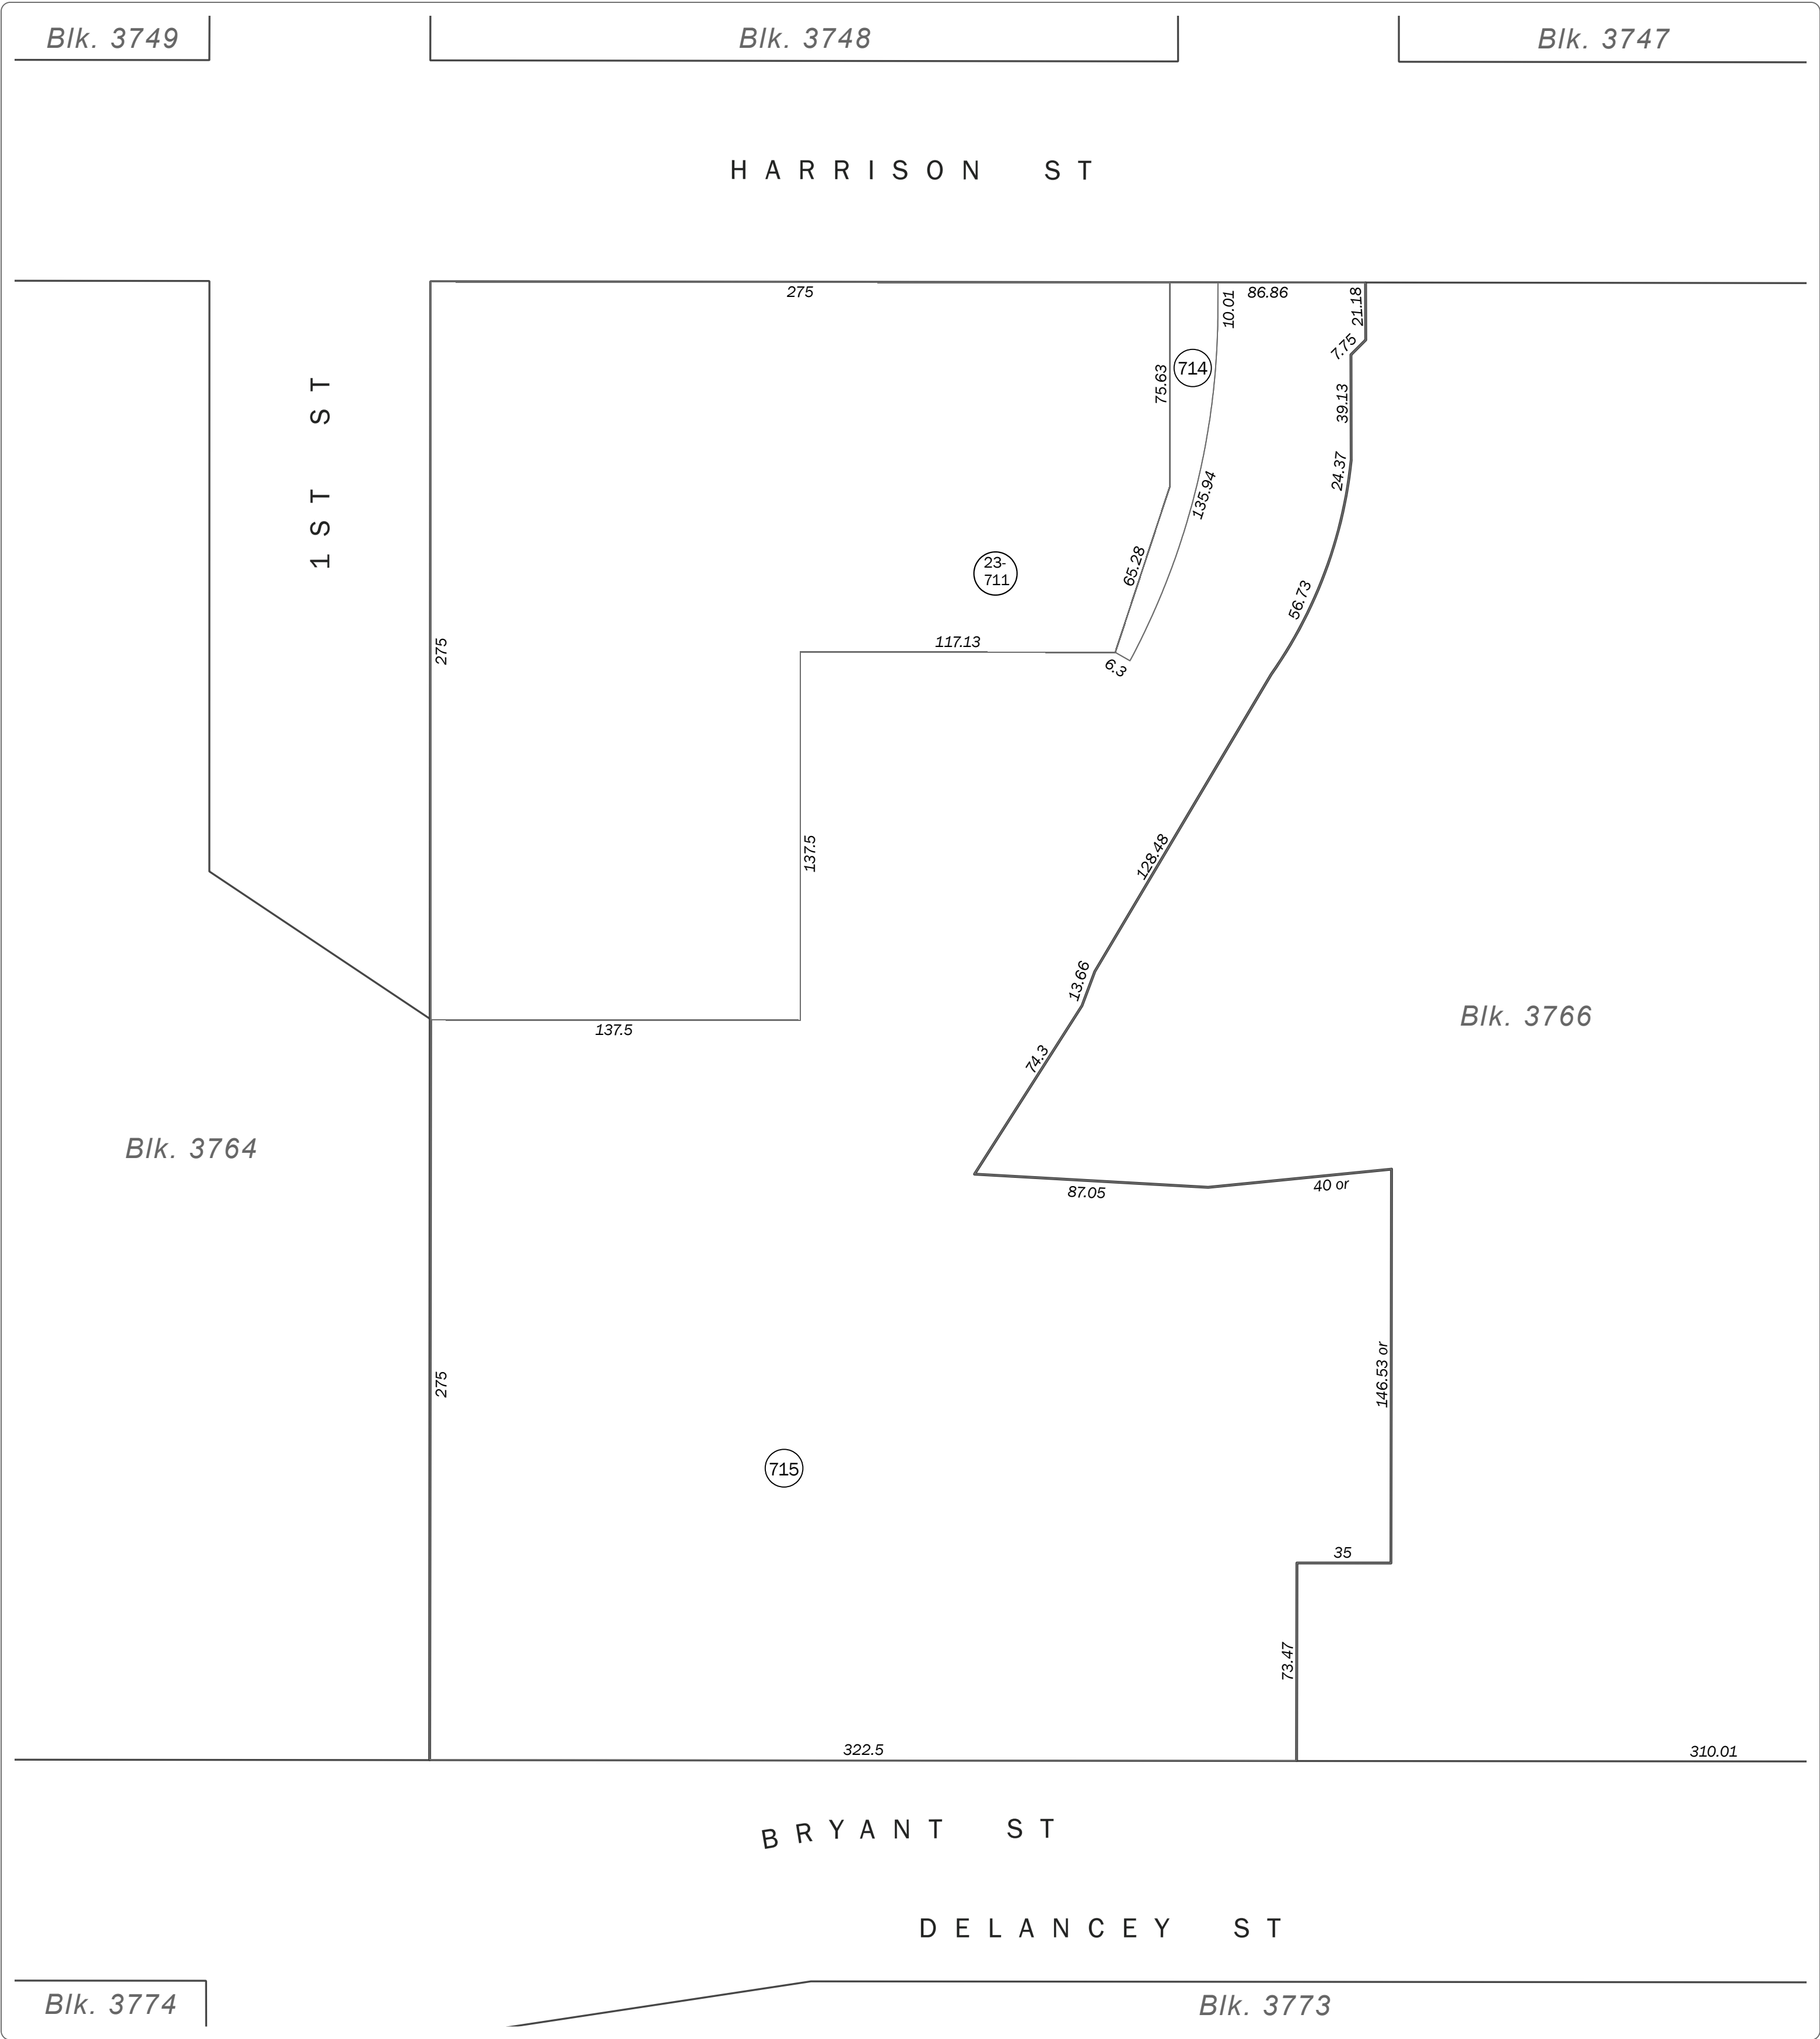 Blk. 3749
Blk. 3748
Blk. 3747
HARRISON ST
275
86.86
10.01
21.18
7.75
714
75.63
39.13
1ST ST
24.37
135.94
65.28
23-
711
56.73
117.13
6.3
275
137.5
128.48
13.66
Blk. 3766
137.5
74.3
Blk. 3764
87.05
40 or
275
146.53 or
715
35
73.47
322.5
310.01
BRYANT ST
DELANCEY ST
Blk. 3774
Blk. 3773